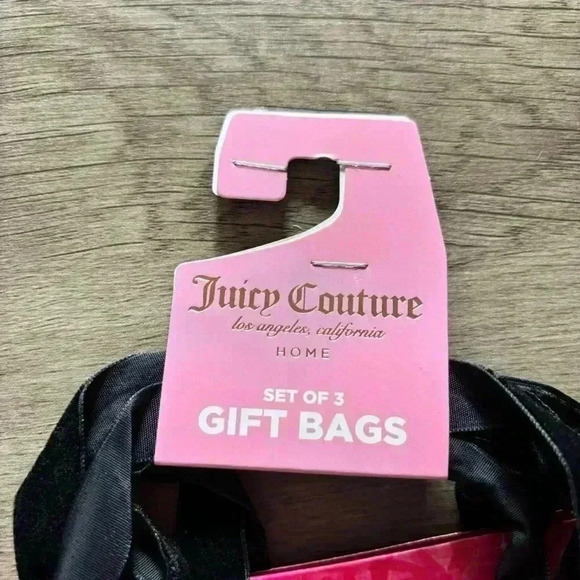 Juicy Couture
los angeles, california
HOME
SET OF 3
GIFT BAGS